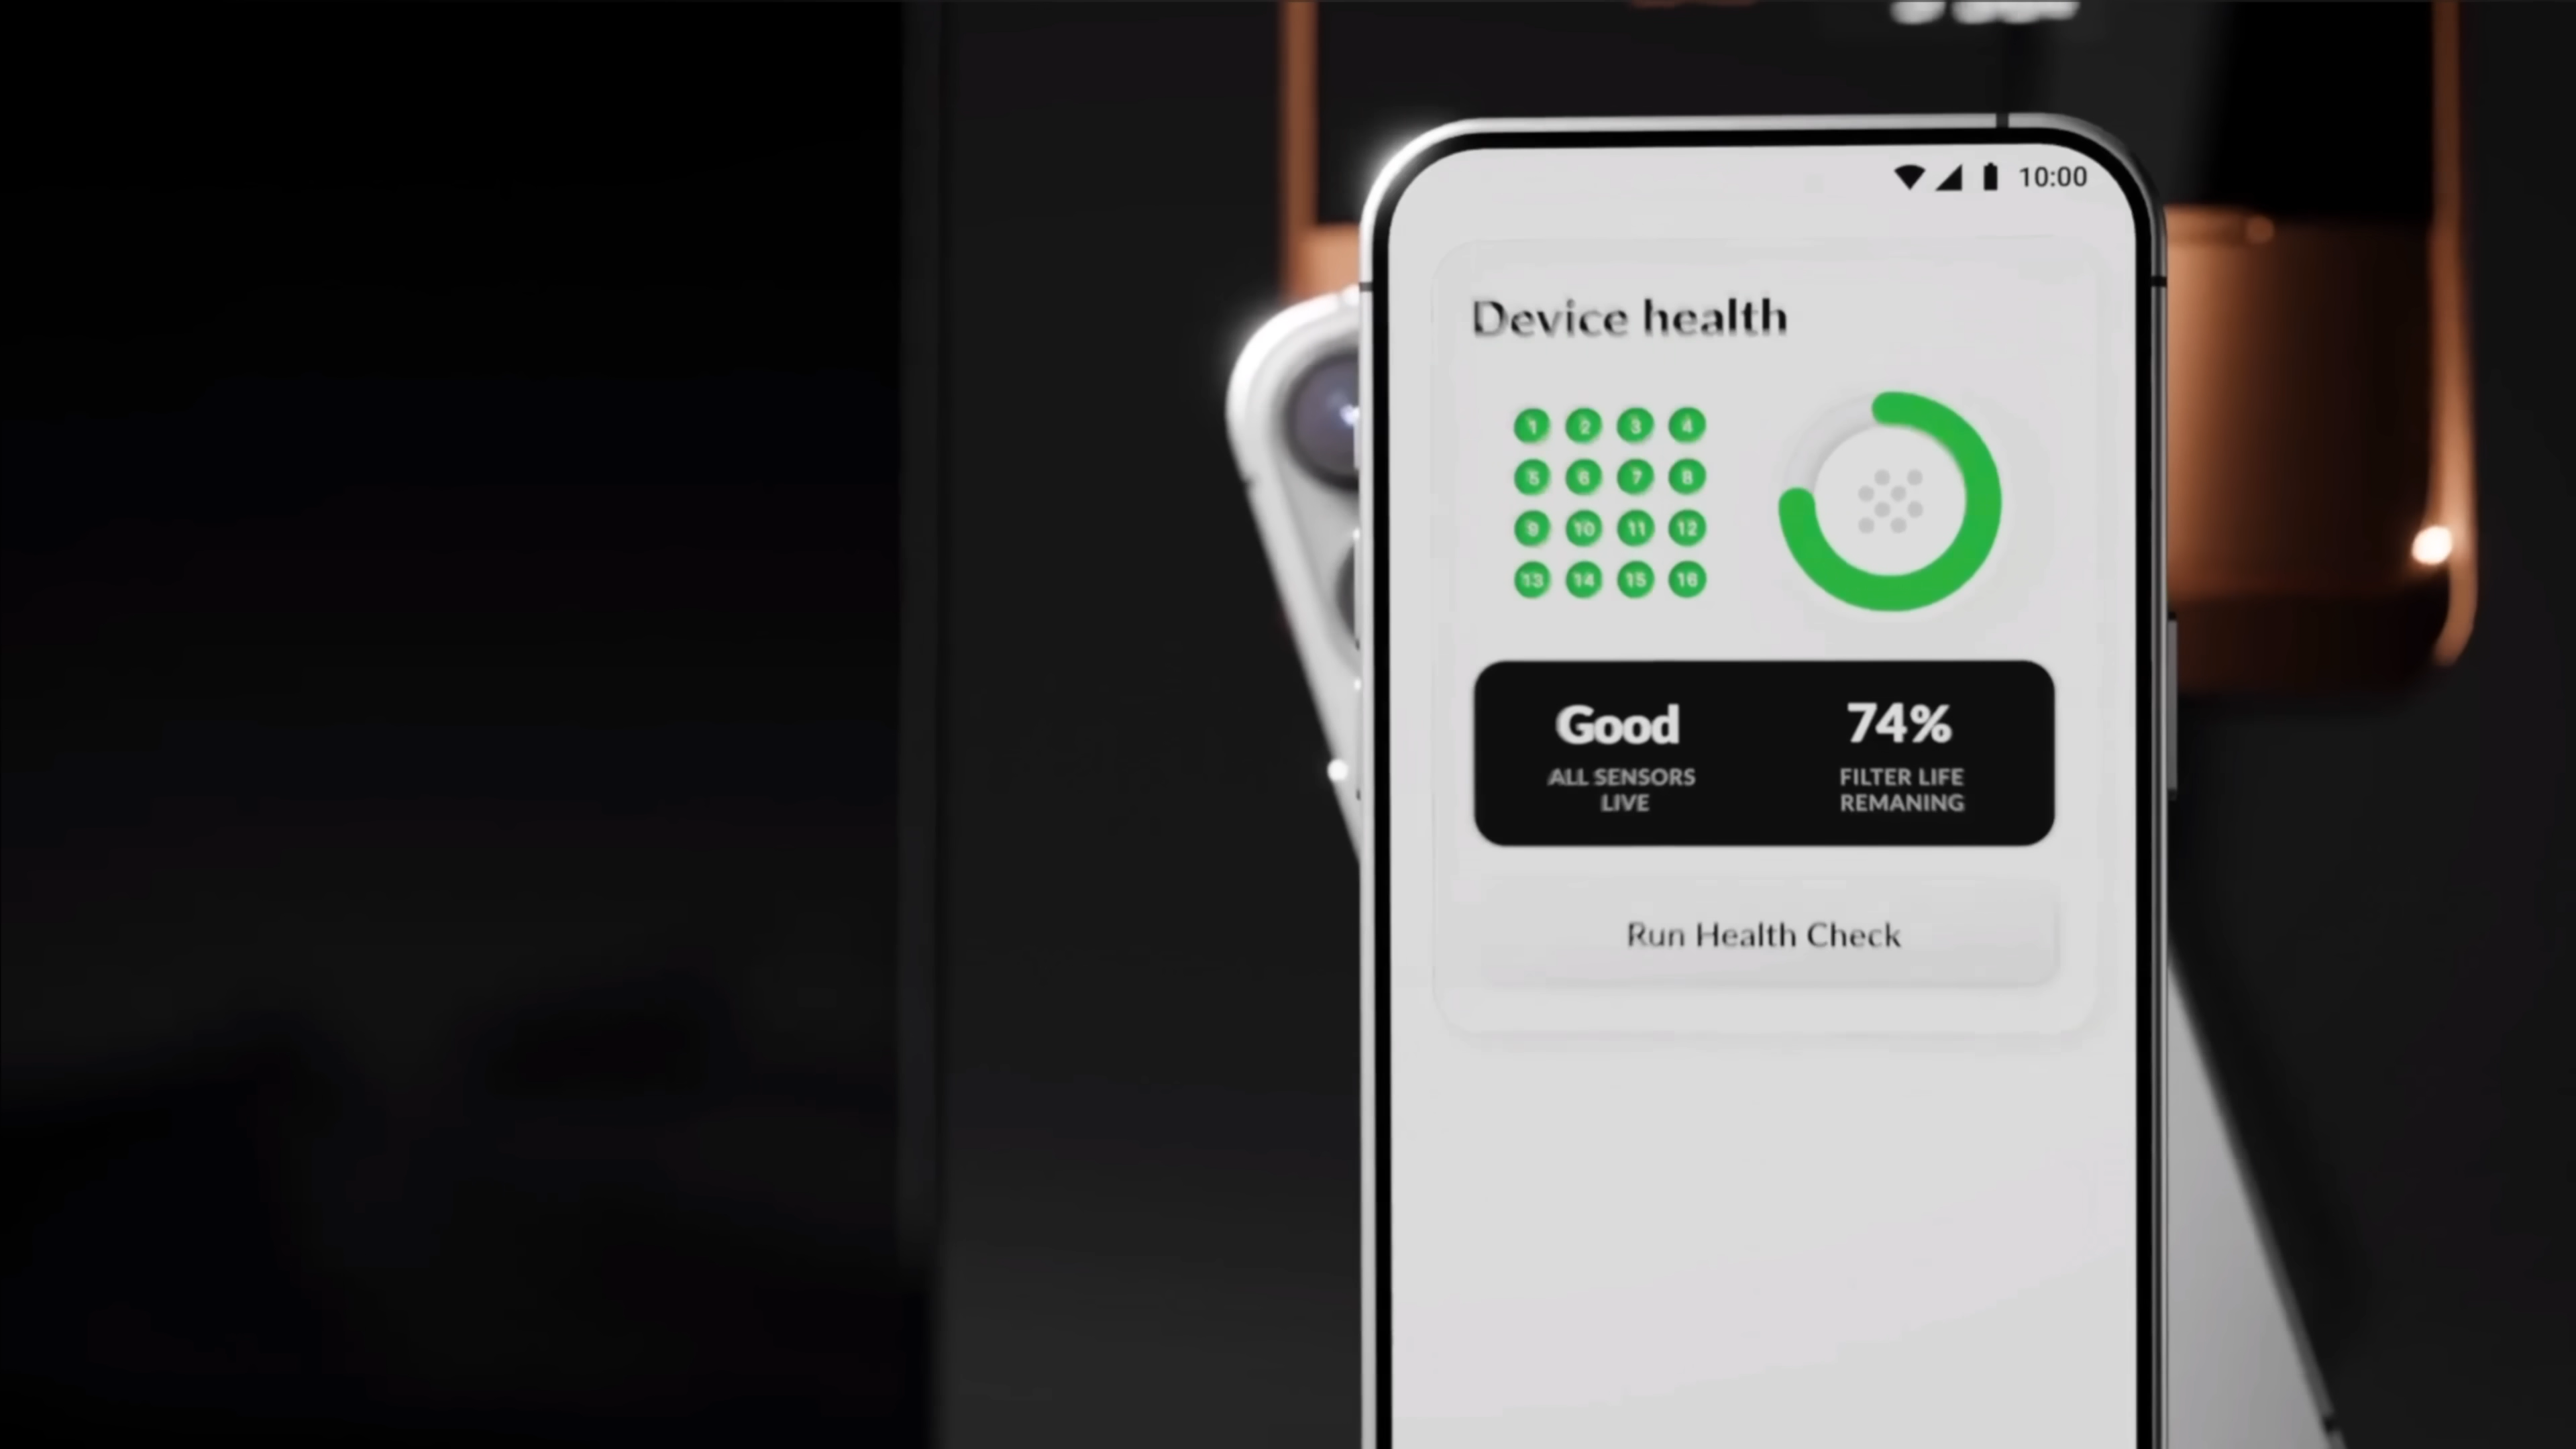 10:00
Device health
1 2 3 4
5 6 7 8
9 10 11 12
13 14 15 16
Good
74%
ALL SENSORS
LIVE
FILTER LIFE
REMANING
Run Health Check